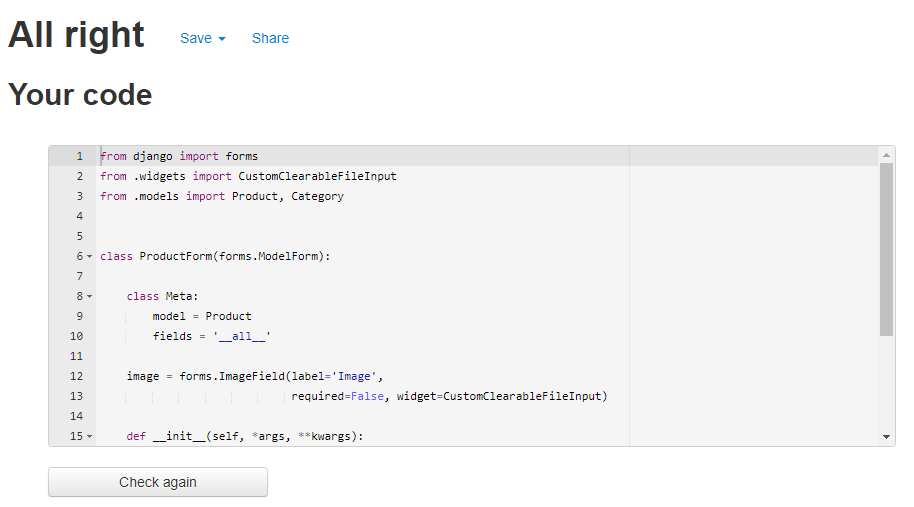 All right Save Share
Your code
1 from django import forms
2 from .widgets import CustomClearableFileInput
3 from .models import Product, Category
4
5
6 class ProductForm(forms.ModelForm):
7
8     class Meta:
9         model = Product
10         fields = '__all__'
11
12     image = forms.ImageField(label='Image',
13                              required=False, widget=CustomClearableFileInput)
14
15     def __init__(self, *args, **kwargs):
Check again